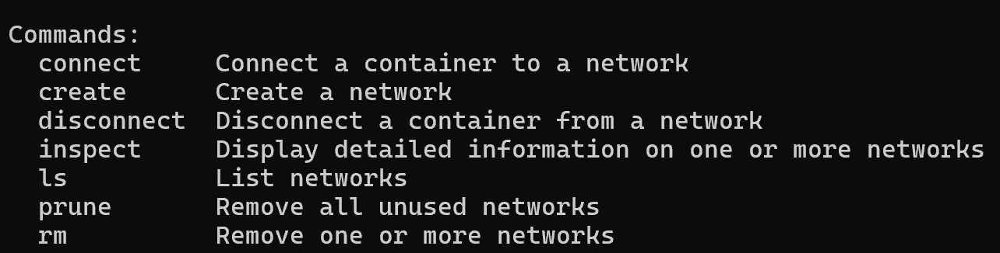 Commands:
  connect     Connect a container to a network
  create      Create a network
  disconnect  Disconnect a container from a network
  inspect     Display detailed information on one or more networks
  ls          List networks
  prune       Remove all unused networks
  rm          Remove one or more networks